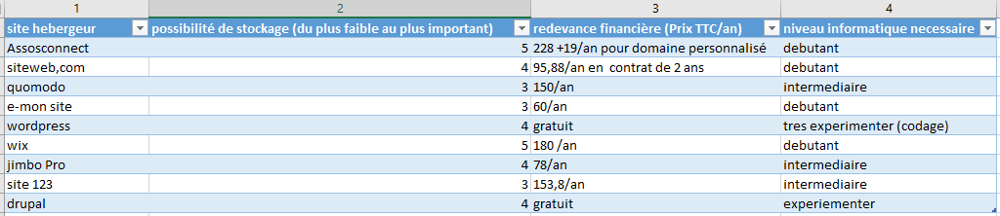 1 2 3 4
site hebergeur possibilité de stockage (du plus faible au plus important) redevance financière (Prix TTC/an) niveau informatique necessaire
Assosconnect 5 228 +19/an pour domaine personnalisé debutant
siteweb,com 4 95,88/an en contrat de 2 ans debutant
quomodo 3 150/an intermediaire
e-mon site 3 60/an debutant
wordpress 4 gratuit tres experimenter (codage)
wix 5 180 /an debutant
jimbo Pro 4 78/an intermediaire
site 123 3 153,8/an intermediaire
drupal 4 gratuit experiementer